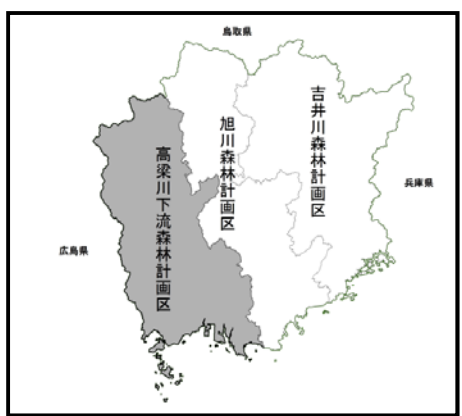 鳥取県
吉井川森林計画区
旭川森林計画区
高梁川下流森林計画区
兵庫県
広島県